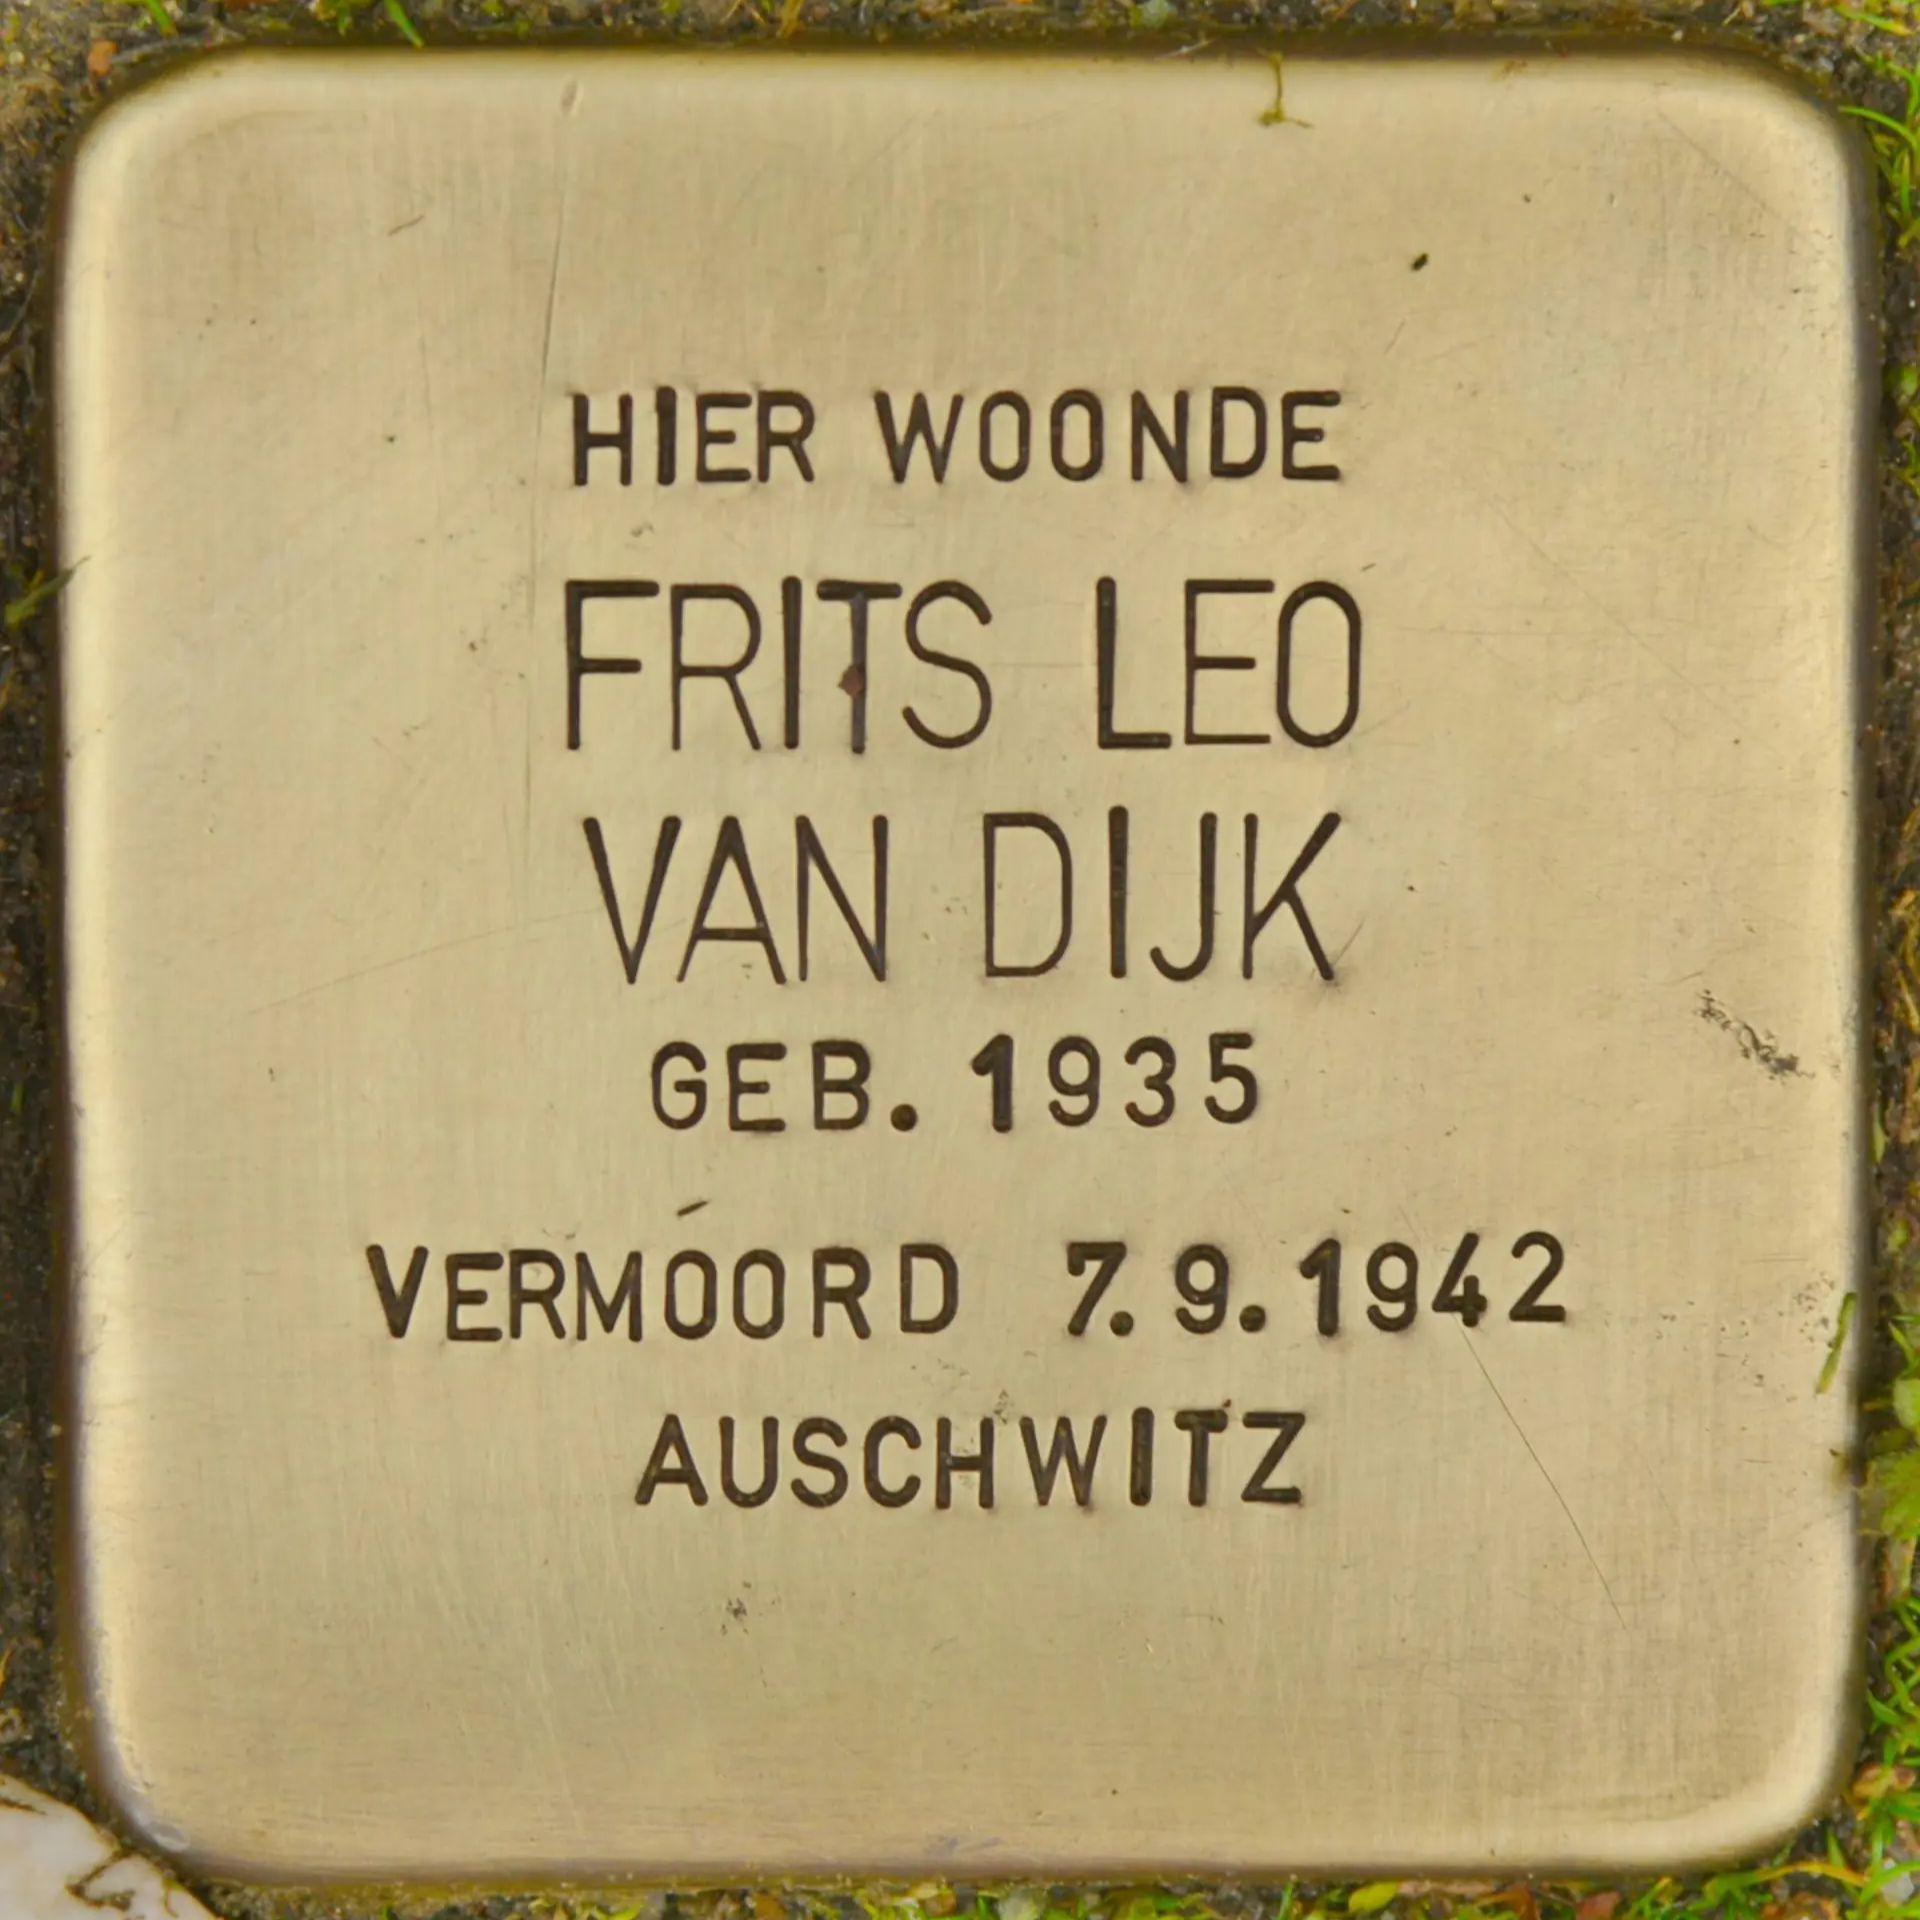 HIER WOONDE
FRITS LEO
VAN DIJK
GEB. 1935
VERMOORD 7.9.1942
AUSCHWITZ